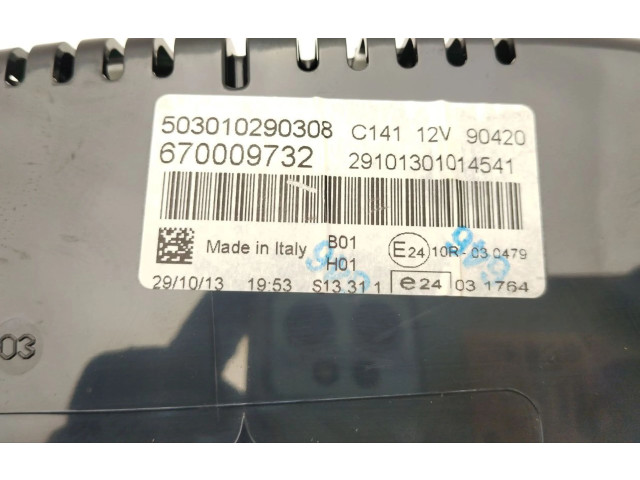 503010290308 C141 12V 90420
670009732 29101301014541
Made in Italy B01 H01 E24 10R - 03 0479
29/10/13 19:53 S13.31 1 e24 03 1764
646
03